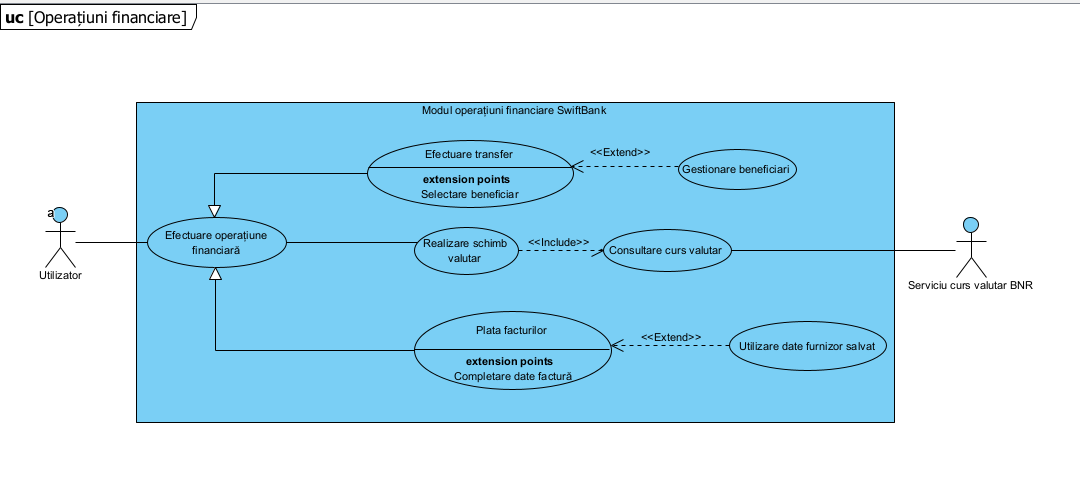 uc [Operațiuni financiare]
Modul operațiuni financiare SwiftBank
Efectuare transfer
extension points
Selectare beneficiar
<<Extend>>
Gestionare beneficiari
a
Utilizator
Efectuare operațiune
financiară
Realizare schimb
valutar
<<Include>>
Consultare curs valutar
Serviciu curs valutar BNR
Plata facturilor
extension points
Completare date factură
<<Extend>>
Utilizare date furnizor salvat